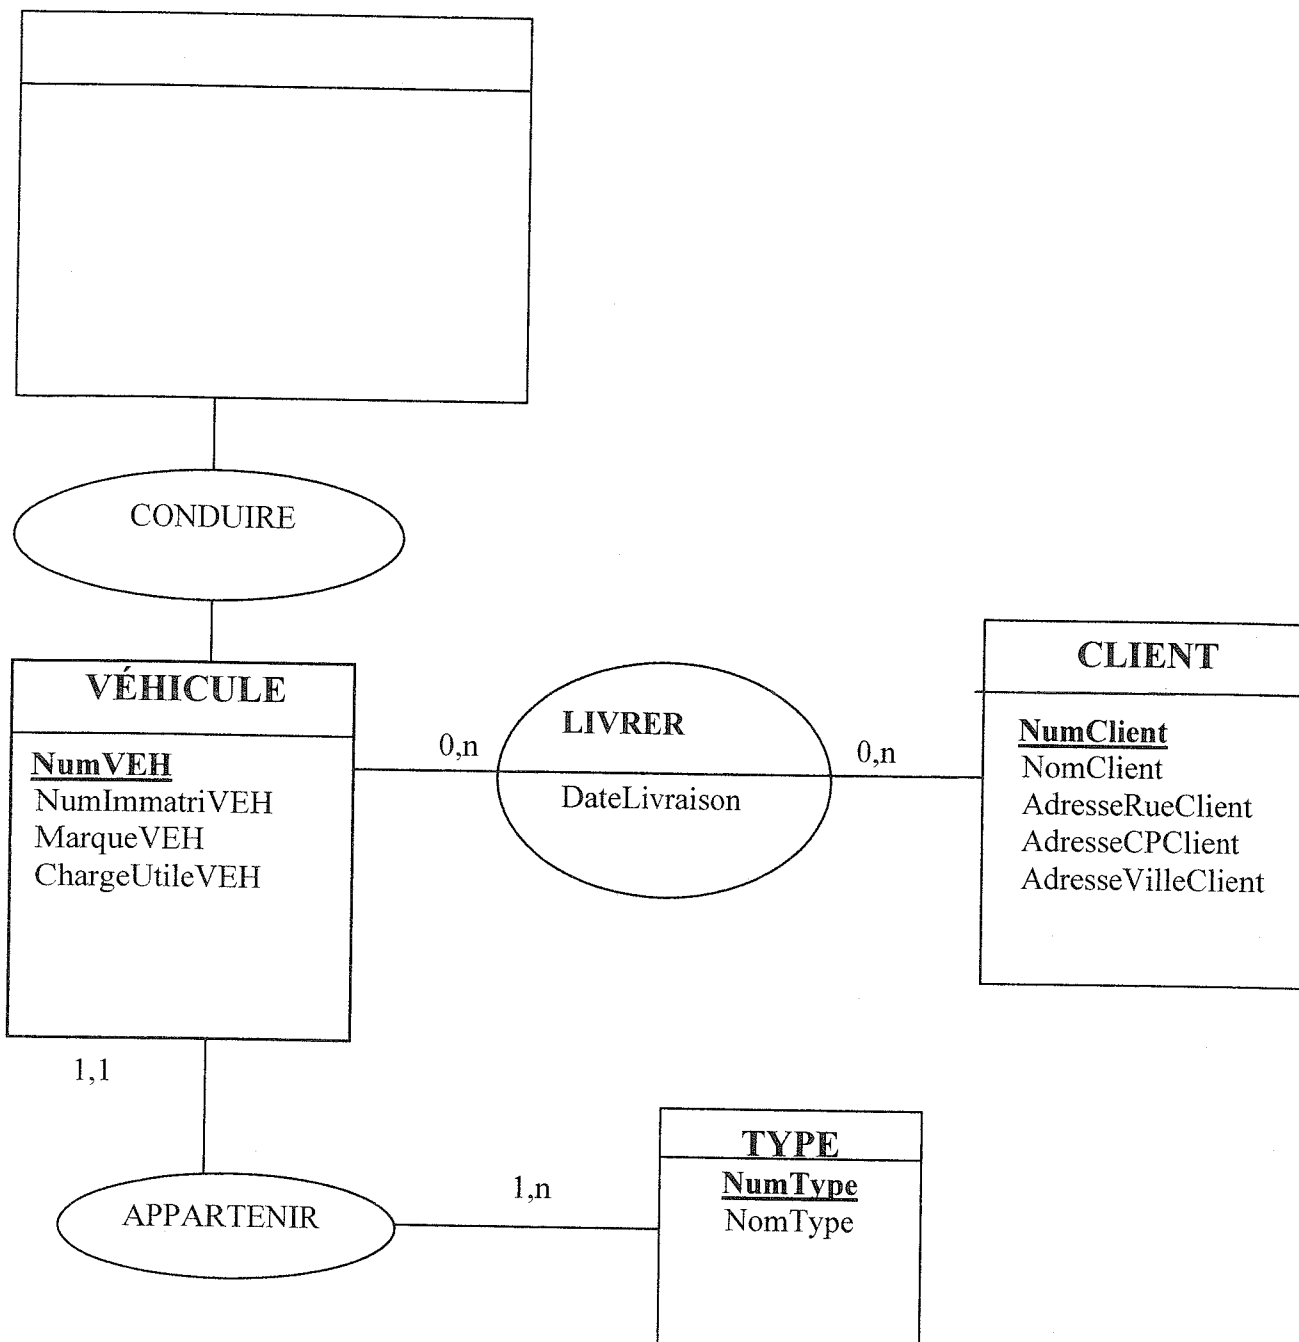 CONDUIRE
VÉHICULE
NumVEH
NumImmatriVEH
MarqueVEH
ChargeUtileVEH
0,n
LIVRER
DateLivraison
0,n
CLIENT
NumClient
NomClient
AdresseRueClient
AdresseCPClient
AdresseVilleClient
1,1
APPARTENIR
1,n
TYPE
NumType
NomType